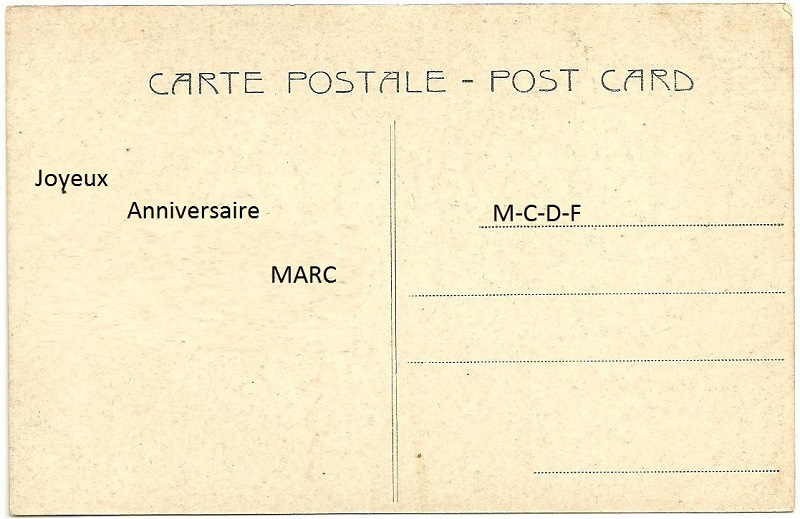 CARTE POSTALE - POST CARD
Joyeux
Anniversaire
MARC
M-C-D-F